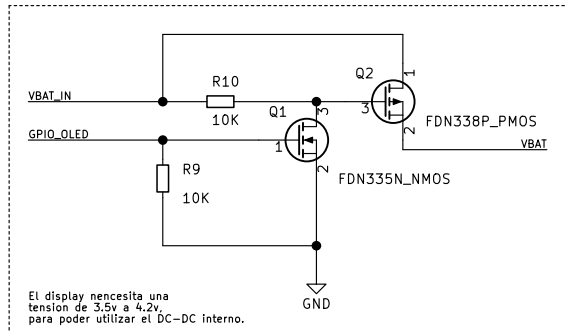 Q2
1
R10
Q1
VBAT_IN
3
3
10K
2
FDN338P_PMOS
GPIO_OLED
VBAT
1
R9
2
FDN335N_NMOS
10K
El display nencesita una
tension de 3.5v a 4.2v,
para poder utilizar el DC-DC interno.
GND